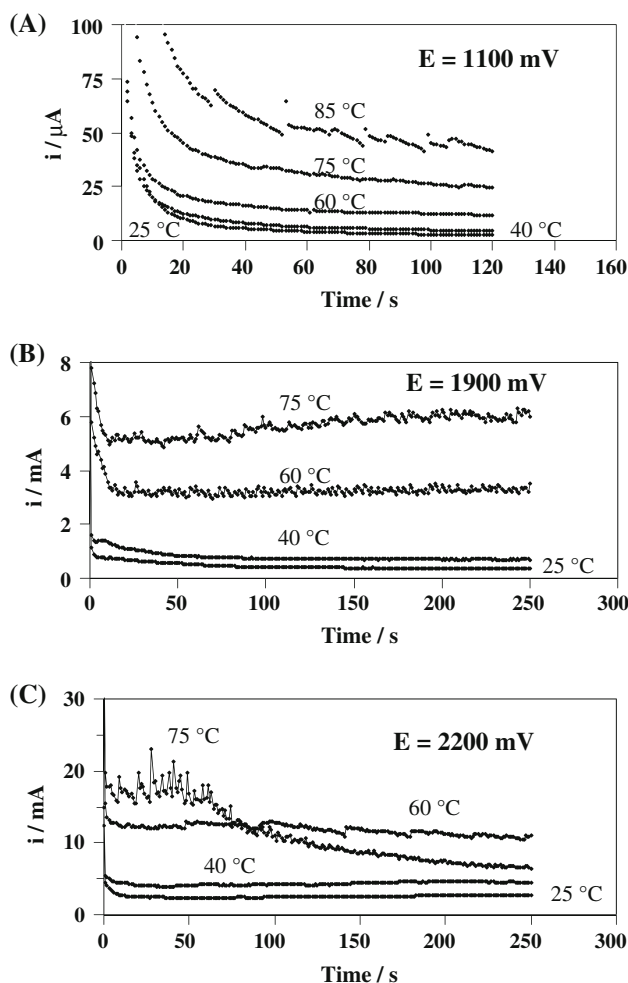 (A)
100
E = 1100 mV
75
85 °C
i / µA
50
75 °C
25
60 °C
25 °C
40 °C
0
0 20 40 60 80 100 120 140 160
Time / s
(B)
8
E = 1900 mV
75 °C
6
i / mA
4
60 °C
2
40 °C
25 °C
0
0 50 100 150 200 250 300
Time / s
(C)
30
75 °C
E = 2200 mV
20
60 °C
i / mA
10
40 °C
25 °C
0
0 50 100 150 200 250 300
Time / s